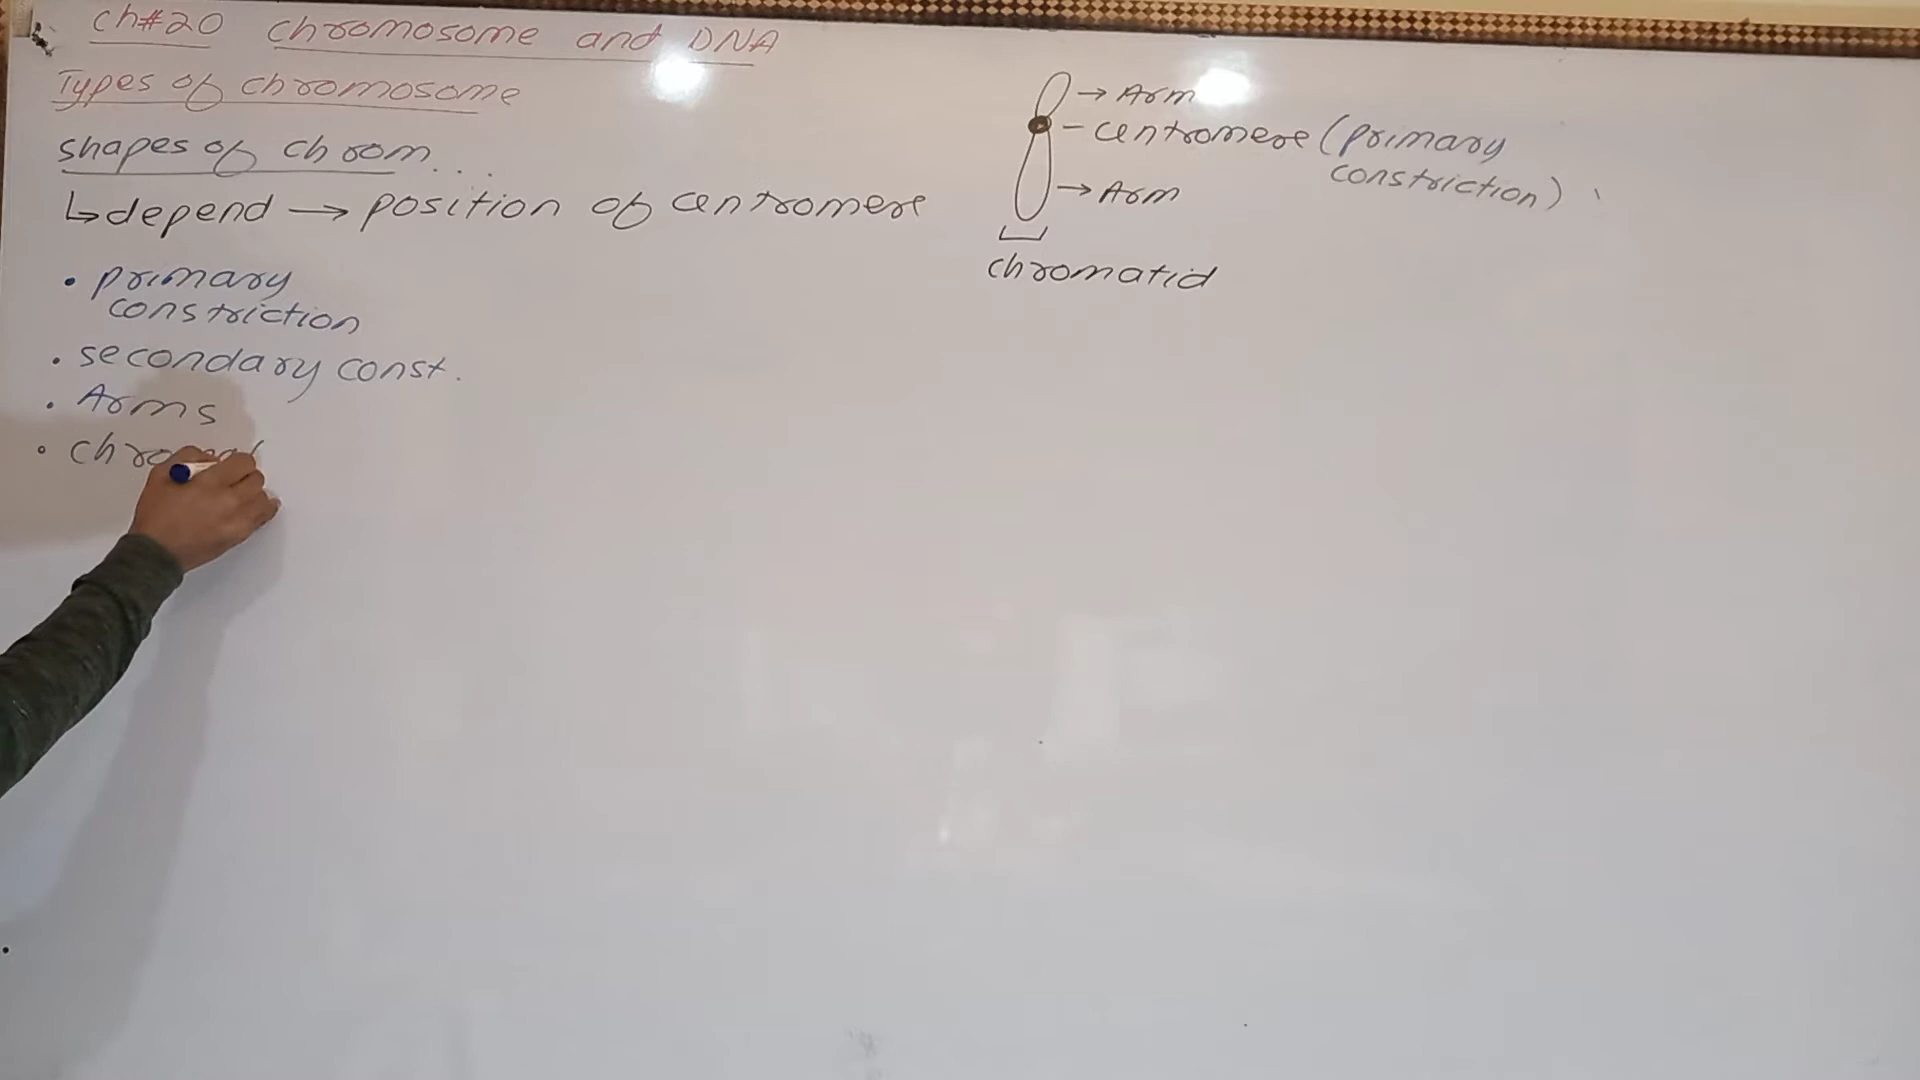 Ch#20 Chromosome and DNA
Types of chromosome
shapes of chrom...
↳depend → position of centromere
• primary
constriction
• secondary const.
• Arms
→ Arm
– centromere (primary
constriction)
→ Arm
chromatid